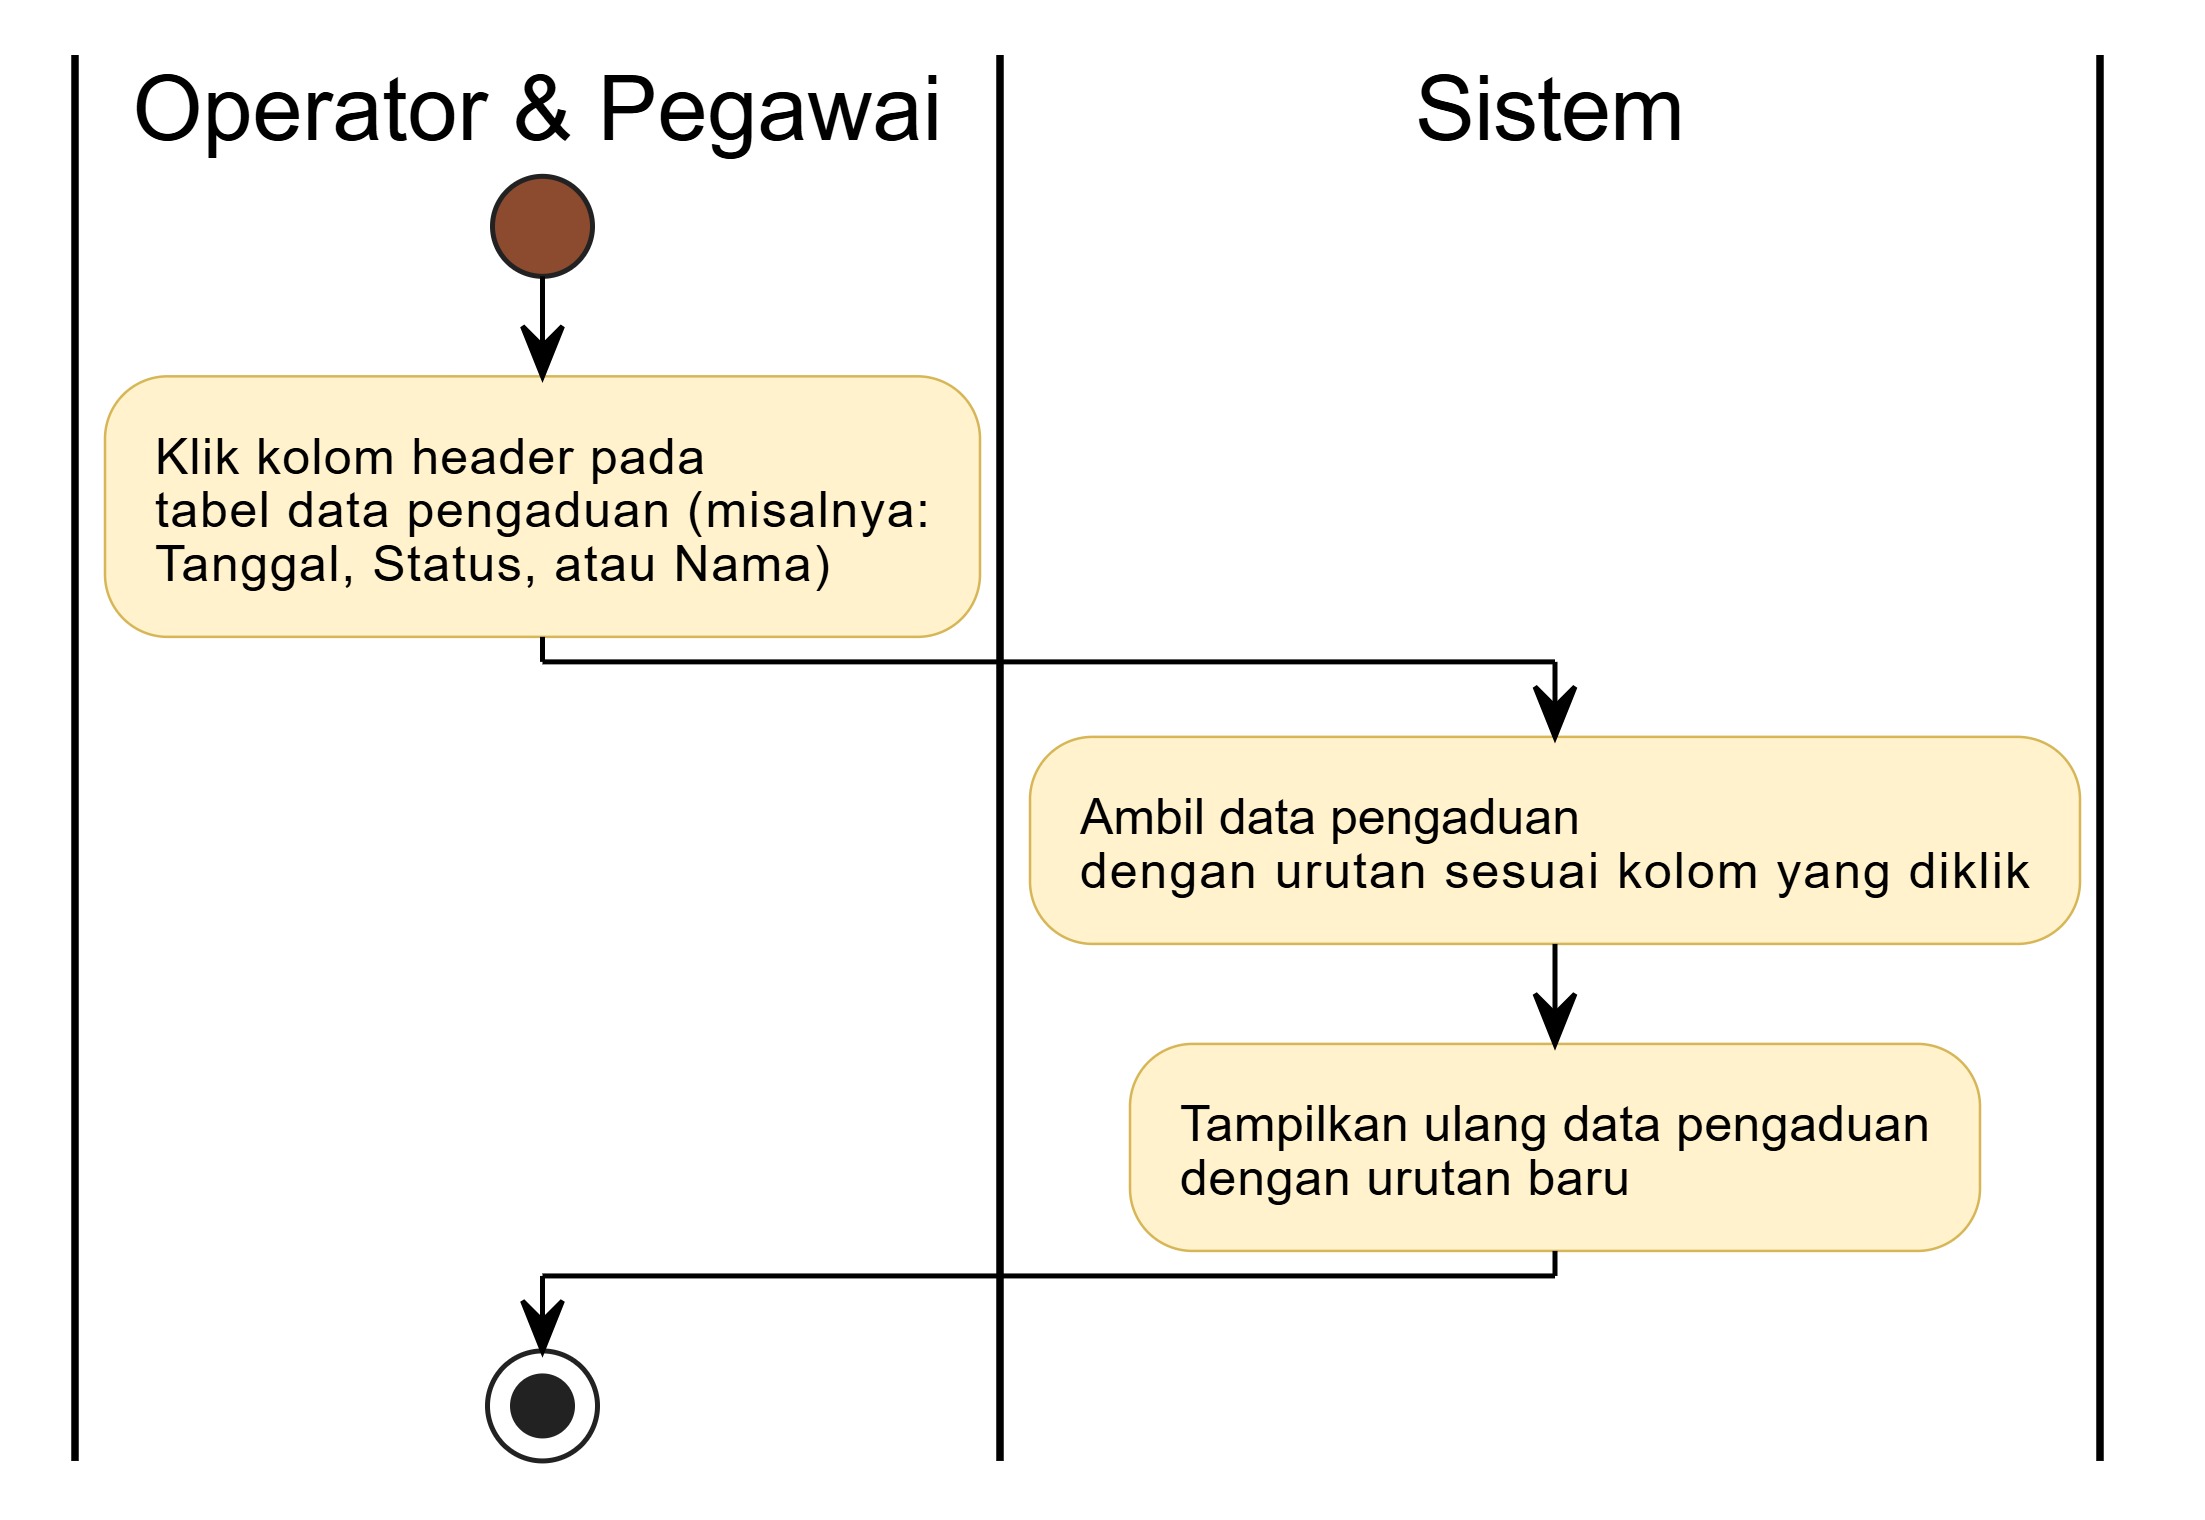 Operator & Pegawai
Sistem
Klik kolom header pada
tabel data pengaduan (misalnya:
Tanggal, Status, atau Nama)
Ambil data pengaduan
dengan urutan sesuai kolom yang diklik
Tampilkan ulang data pengaduan
dengan urutan baru